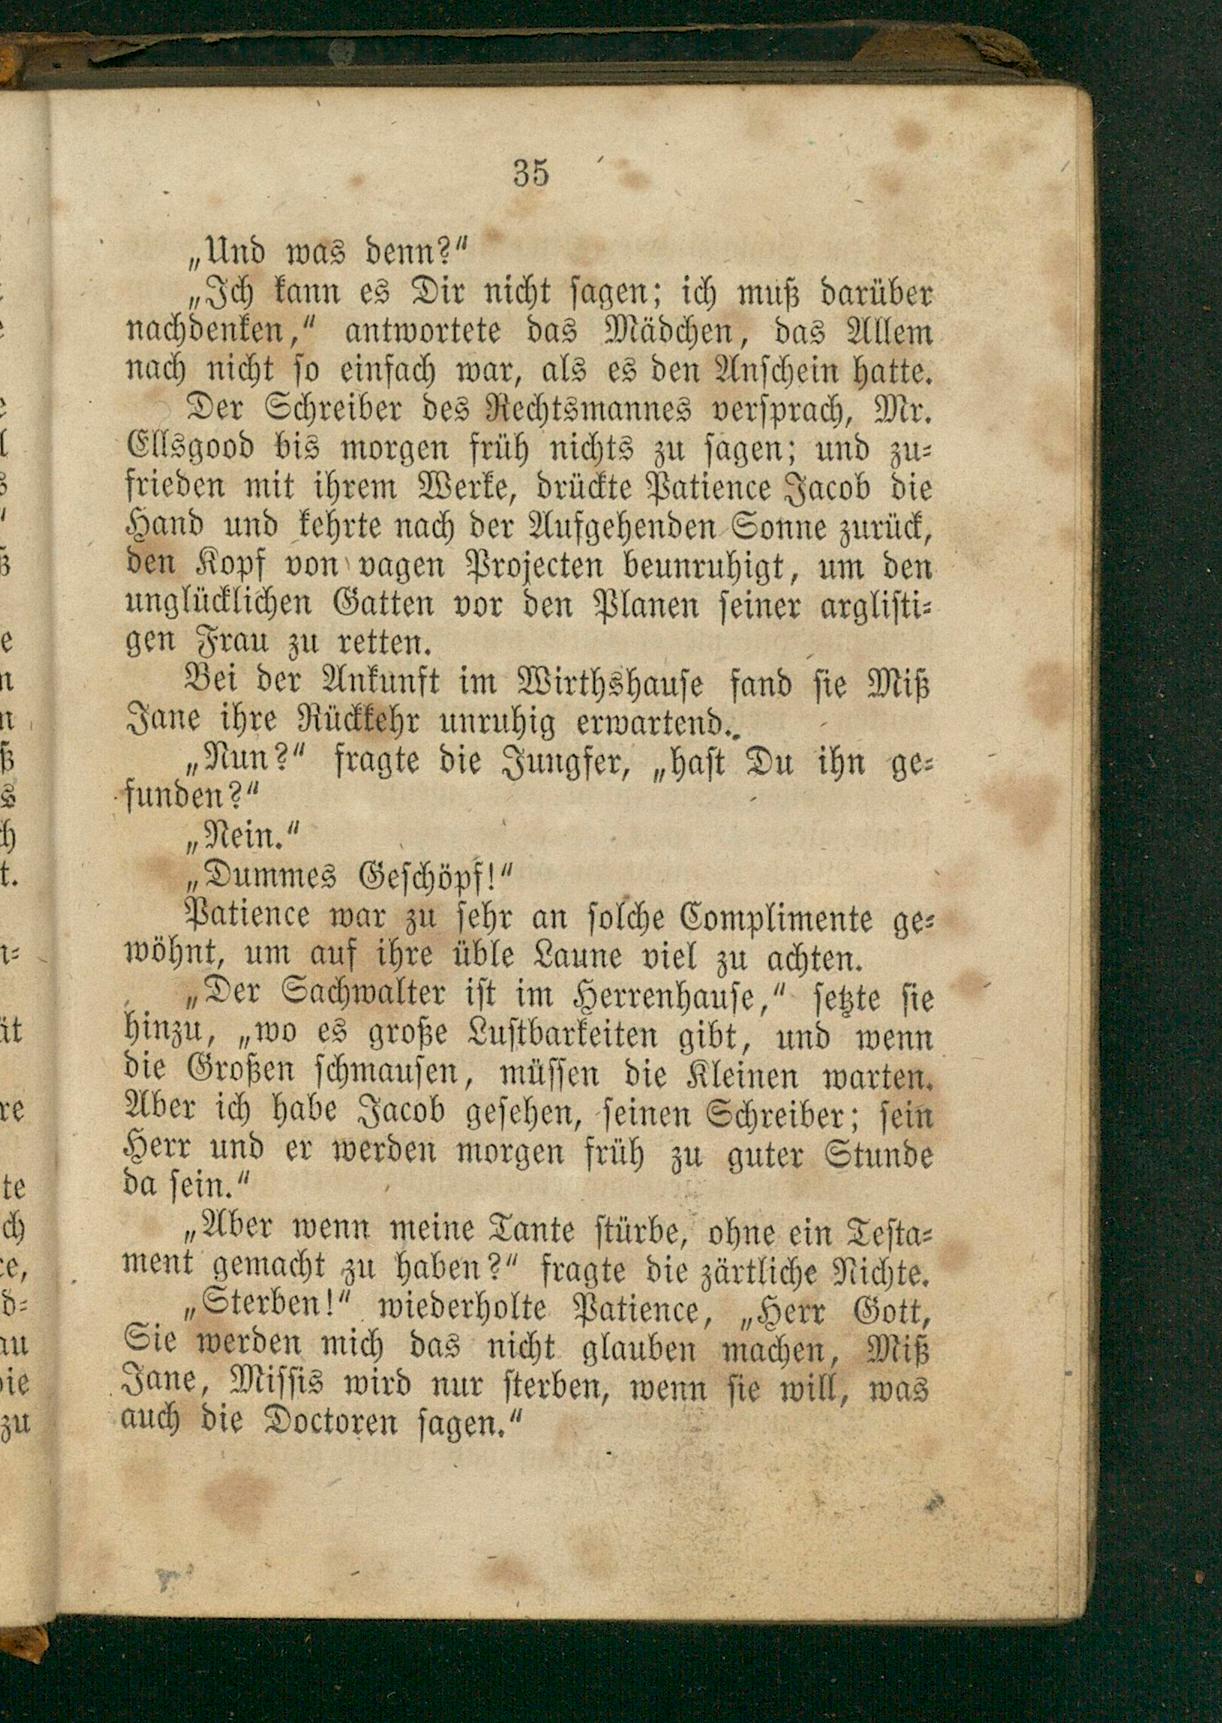 35
„Und was denn?“
„Ich kann es Dir nicht sagen; ich muß darüber
nachdenken,“ antwortete das Mädchen, das Allem
nach nicht so einfach war, als es den Anschein hatte.
Der Schreiber des Rechtsmannes versprach, Mr.
Ellsgood bis morgen früh nichts zu sagen; und zu-
frieden mit ihrem Werke, drückte Patience Jacob die
Hand und kehrte nach der Aufgehenden Sonne zurück,
den Kopf von vagen Projecten beunruhigt, um den
unglücklichen Gatten vor den Planen seiner arglisti-
gen Frau zu retten.
Bei der Ankunft im Wirthshause fand sie Miß
Jane ihre Rückkehr unruhig erwartend.
„Nun?“ fragte die Jungfer, „hast Du ihn ge-
funden?“
„Nein.“
„Dummes Geschöpf!“
Patience war zu sehr an solche Complimente ge-
wöhnt, um auf ihre üble Laune viel zu achten.
„Der Sachwalter ist im Herrenhause,“ setzte sie
hinzu, „wo es große Lustbarkeiten gibt, und wenn
die Großen schmausen, müssen die Kleinen warten.
Aber ich habe Jacob gesehen, seinen Schreiber; sein
Herr und er werden morgen früh zu guter Stunde
da sein.“
„Aber wenn meine Tante stürbe, ohne ein Testa-
ment gemacht zu haben?“ fragte die zärtliche Nichte.
„Sterben!“ wiederholte Patience, „Herr Gott,
Sie werden mich das nicht glauben machen, Miß
Jane, Missis wird nur sterben, wenn sie will, was
auch die Doctoren sagen.“